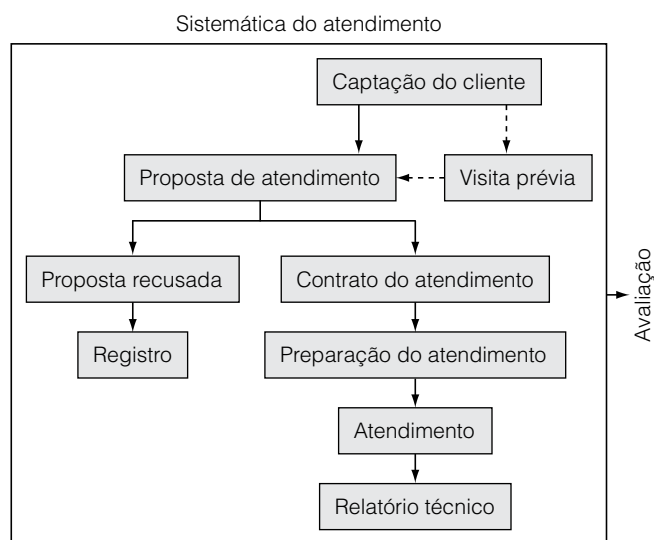 Sistemática do atendimento
Captação do cliente
Proposta de atendimento
Visita prévia
Proposta recusada
Contrato do atendimento
Avaliação
Registro
Preparação do atendimento
Atendimento
Relatório técnico